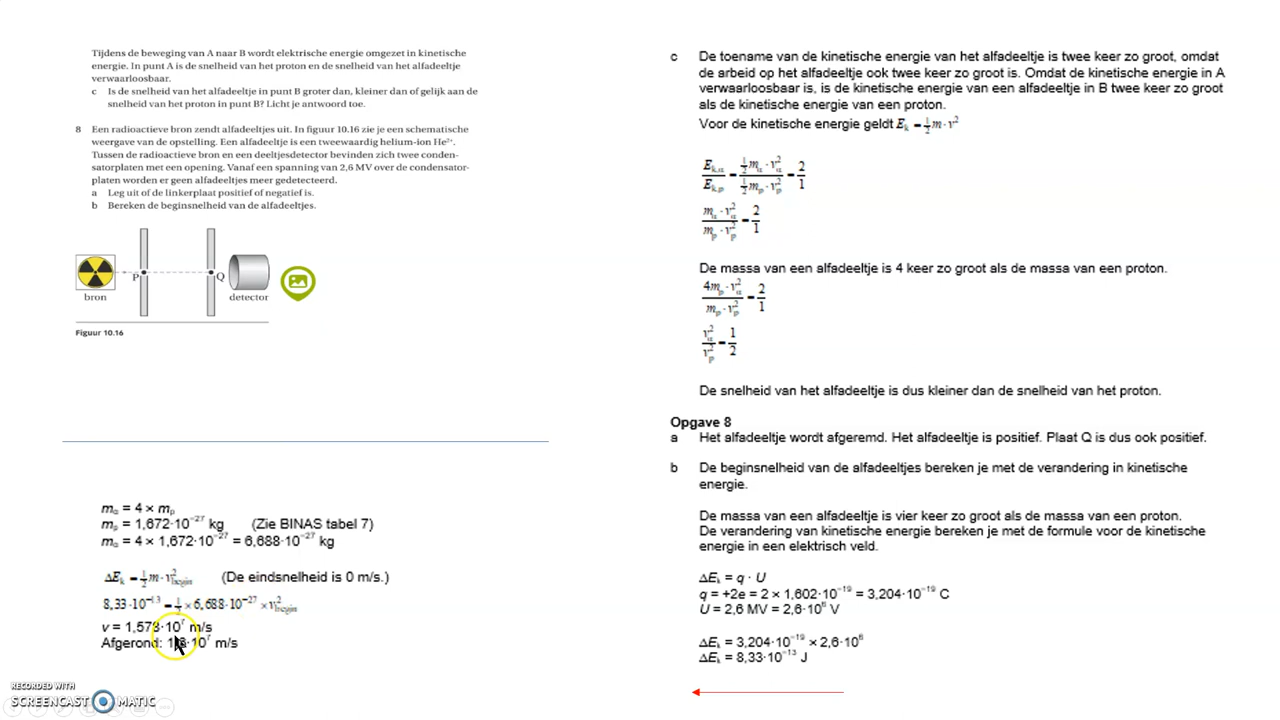 Tijdens de beweging van A naar B wordt elektrische energie omgezet in kinetische
energie. In punt A is de snelheid van het proton en de snelheid van het alfadeeltje
verwaarloosbaar.
c Is de snelheid van het alfadeeltje in punt B groter dan, kleiner dan of gelijk aan de
snelheid van het proton in punt B? Licht je antwoord toe.
8 Een radioactieve bron zendt alfadeeltjes uit. In figuur 10.16 zie je een schematische
weergave van de opstelling. Een alfadeeltje is een tweewaardig helium-ion He²⁺.
Tussen de radioactieve bron en een deeltjesdetector bevinden zich twee conden-
satorplaten met een opening. Vanaf een spanning van 2,6 MV over de condensator-
platen worden er geen alfadeeltjes meer gedetecteerd.
a Leg uit of de linkerplaat positief of negatief is.
b Bereken de beginsnelheid van de alfadeeltjes.
P
Q
bron
detector
Figuur 10.16
mα = 4 × mp
mp = 1,672·10⁻²⁷ kg (Zie BINAS tabel 7)
mα = 4 × 1,672·10⁻²⁷ = 6,688·10⁻²⁷ kg
ΔEk = ½m·v²begin (De eindsnelheid is 0 m/s.)
8,33·10⁻¹³ = ½ × 6,688·10⁻²⁷ × v²begin
v = 1,578·10⁷ m/s
Afgerond: 1,6·10⁷ m/s
RECORDED WITH
SCREENCAST MATIC
c De toename van de kinetische energie van het alfadeeltje is twee keer zo groot, omdat
de arbeid op het alfadeeltje ook twee keer zo groot is. Omdat de kinetische energie in A
verwaarloosbaar is, is de kinetische energie van een alfadeeltje in B twee keer zo groot
als de kinetische energie van een proton.
Voor de kinetische energie geldt Ek = ½m·v²
Ek,α / Ek,p = ½mα·vα² / ½mp·vp² = 2/1
mα·vα² / mp·vp² = 2/1
De massa van een alfadeeltje is 4 keer zo groot als de massa van een proton.
4mp·vα² / mp·vp² = 2/1
vα² / vp² = 1/2
De snelheid van het alfadeeltje is dus kleiner dan de snelheid van het proton.
Opgave 8
a Het alfadeeltje wordt afgeremd. Het alfadeeltje is positief. Plaat Q is dus ook positief.
b De beginsnelheid van de alfadeeltjes bereken je met de verandering in kinetische
energie.
De massa van een alfadeeltje is vier keer zo groot als de massa van een proton.
De verandering van kinetische energie bereken je met de formule voor de kinetische
energie in een elektrisch veld.
ΔEk = q · U
q = +2e = 2 × 1,602·10⁻¹⁹ = 3,204·10⁻¹⁹ C
U = 2,6 MV = 2,6·10⁶ V
ΔEk = 3,204·10⁻¹⁹ × 2,6·10⁶
ΔEk = 8,33·10⁻¹³ J